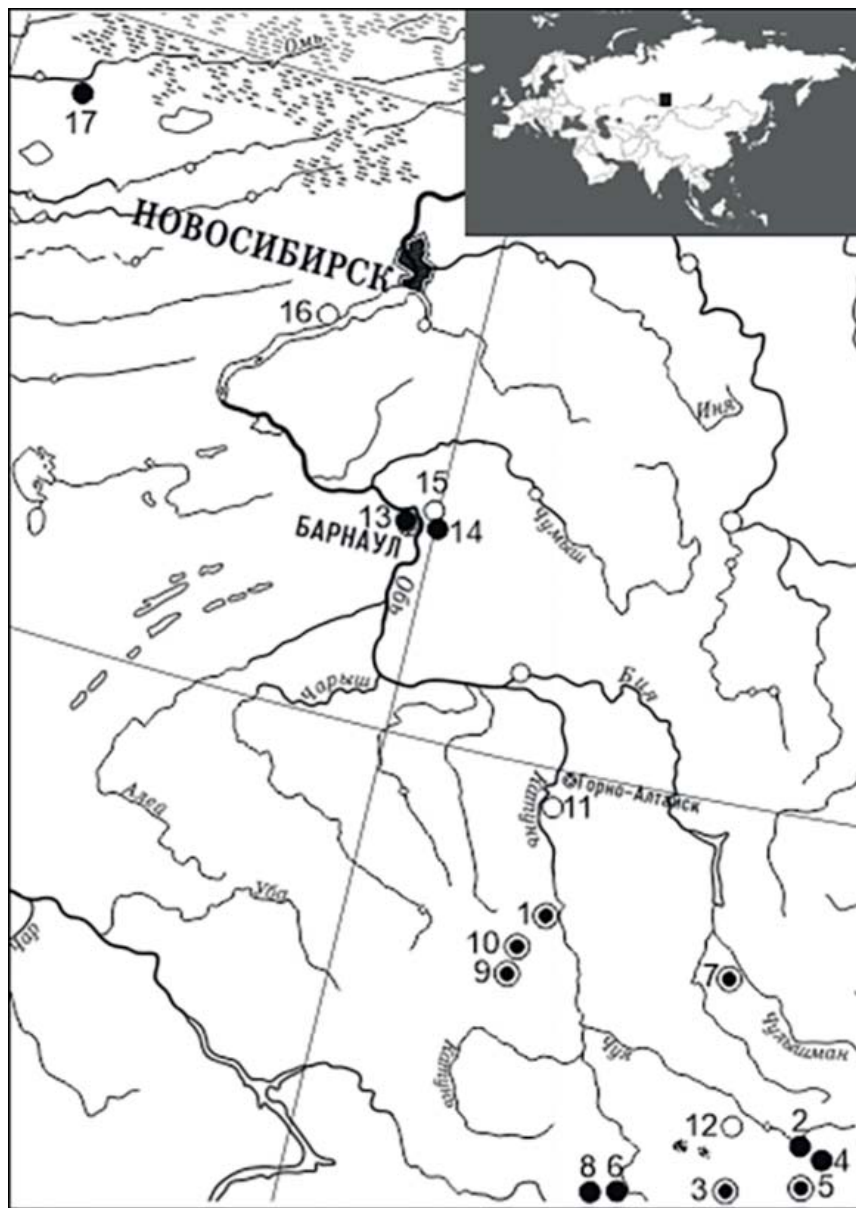 Омь
17
НОВОСИБИРСК
16
Иня
15
13
14
БАРНАУЛ
Чумыш
Обь
Чарыш
Бия
Алей
Катунь
Горно-Алтайск
11
Уба
Чар
1
10
9
7
Чулышман
Катунь
Чуя
12
2
4
8
6
3
5